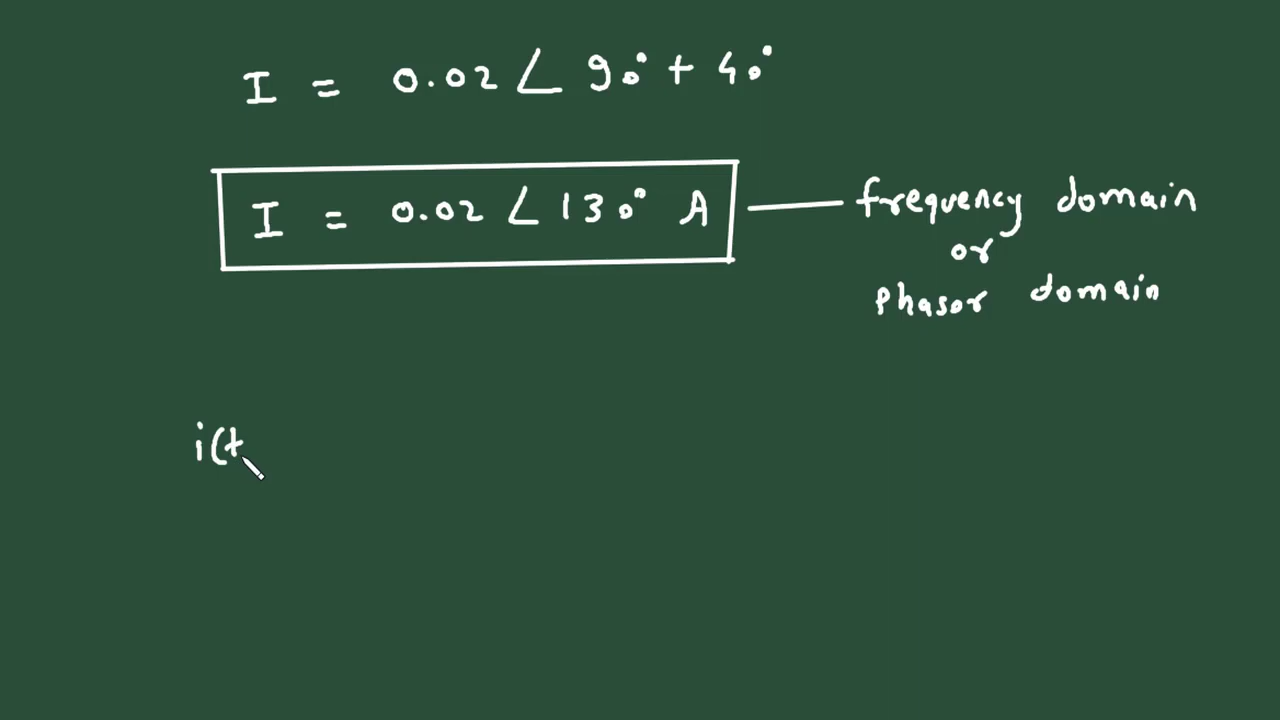 I = 0.02 ∠ 90° + 40°
I = 0.02 ∠ 130° A
frequency domain
or
phasor domain
i(t